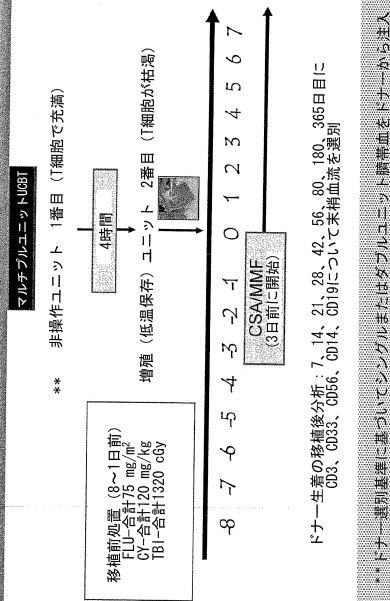 マルチプルユニットUCBT
** 非操作ユニット 1番目 (T細胞で充満)
4時間
増殖 (低温保存) ユニット 2番目 (T細胞が枯渇)
移植前処置 (8～1日前)
FLU-合計75 mg/m2
CY-合計120 mg/kg
TBI-合計1320 cGy
-8 -7 -6 -5 -4 -3 -2 -1 0 1 2 3 4 5 6 7
CSA/MMF
(3日前に開始)
ドナー生着の移植後分析：7、14、21、28、42、56、80、180、365日目に
CD3、CD33、CD56、CD14、CD19について末梢血流を選別
**ドナー選別基準に基づいてシングルまたはダブルユニット臍帯血をドナーから注入